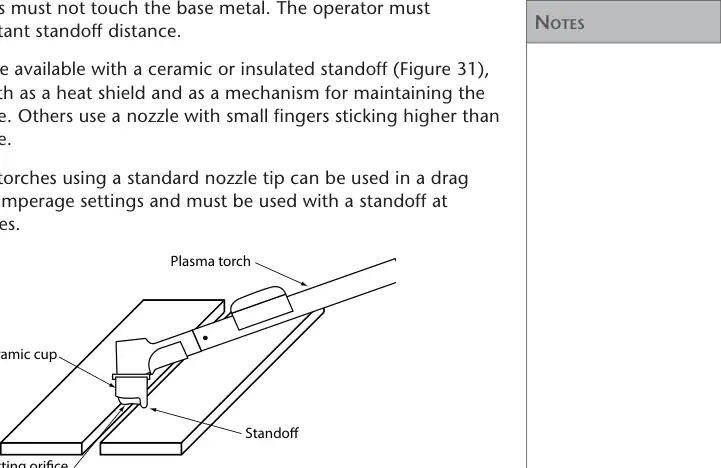 s must not touch the base metal. The operator must
tant standoff distance.
e available with a ceramic or insulated standoff (Figure 31),
th as a heat shield and as a mechanism for maintaining the
e. Others use a nozzle with small fingers sticking higher than
e.
torches using a standard nozzle tip can be used in a drag
mperage settings and must be used with a standoff at
es.
Plasma torch
ramic cup
Standoff
ting orifice
NOTES